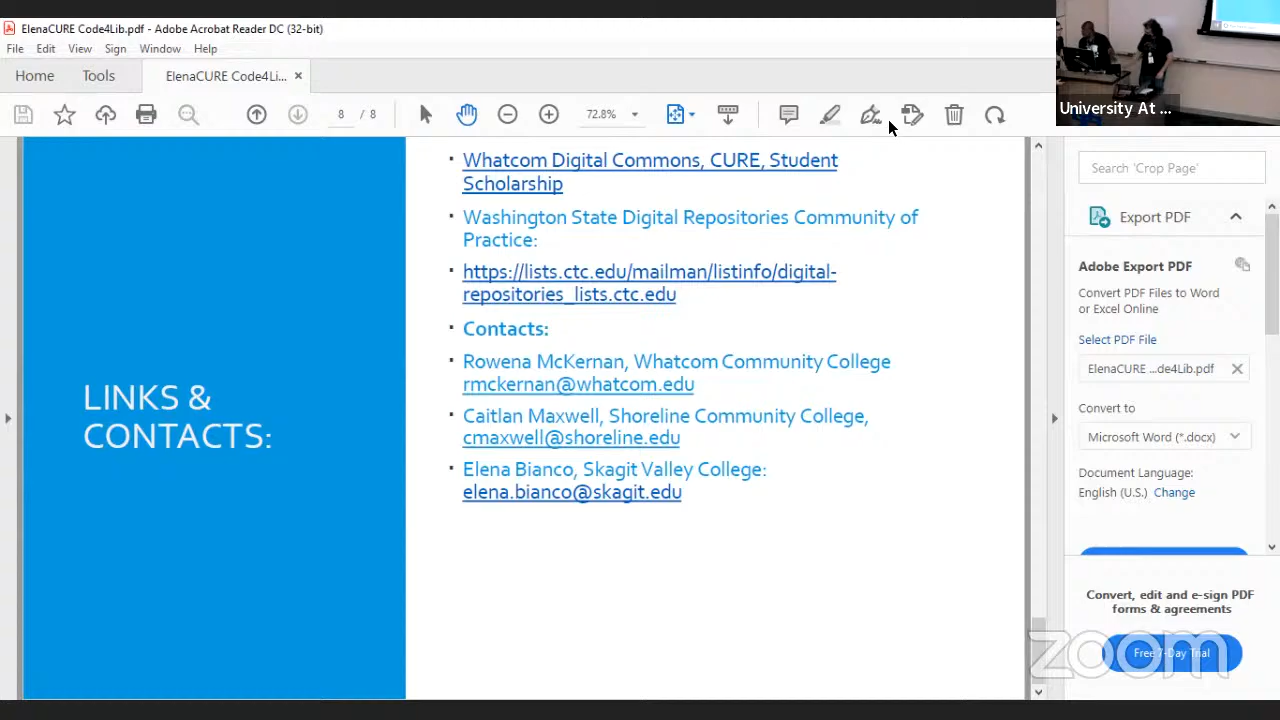 ElenaCURE Code4Lib.pdf - Adobe Acrobat Reader DC (32-bit)
File Edit View Sign Window Help
Home Tools ElenaCURE Code4Li...
8 / 8 72.8%
University At ...
Whatcom Digital Commons, CURE, Student
Scholarship
Washington State Digital Repositories Community of
Practice:
https://lists.ctc.edu/mailman/listinfo/digital-
repositories_lists.ctc.edu
Contacts:
Rowena McKernan, Whatcom Community College
rmckernan@whatcom.edu
Caitlan Maxwell, Shoreline Community College,
cmaxwell@shoreline.edu
Elena Bianco, Skagit Valley College:
elena.bianco@skagit.edu
LINKS &
CONTACTS:
Search 'Crop Page'
Export PDF
Adobe Export PDF
Convert PDF Files to Word
or Excel Online
Select PDF File
ElenaCURE ...de4Lib.pdf
Convert to
Microsoft Word (*.docx)
Document Language:
English (U.S.) Change
Convert, edit and e-sign PDF
forms & agreements
Free 7-Day Trial
zoom